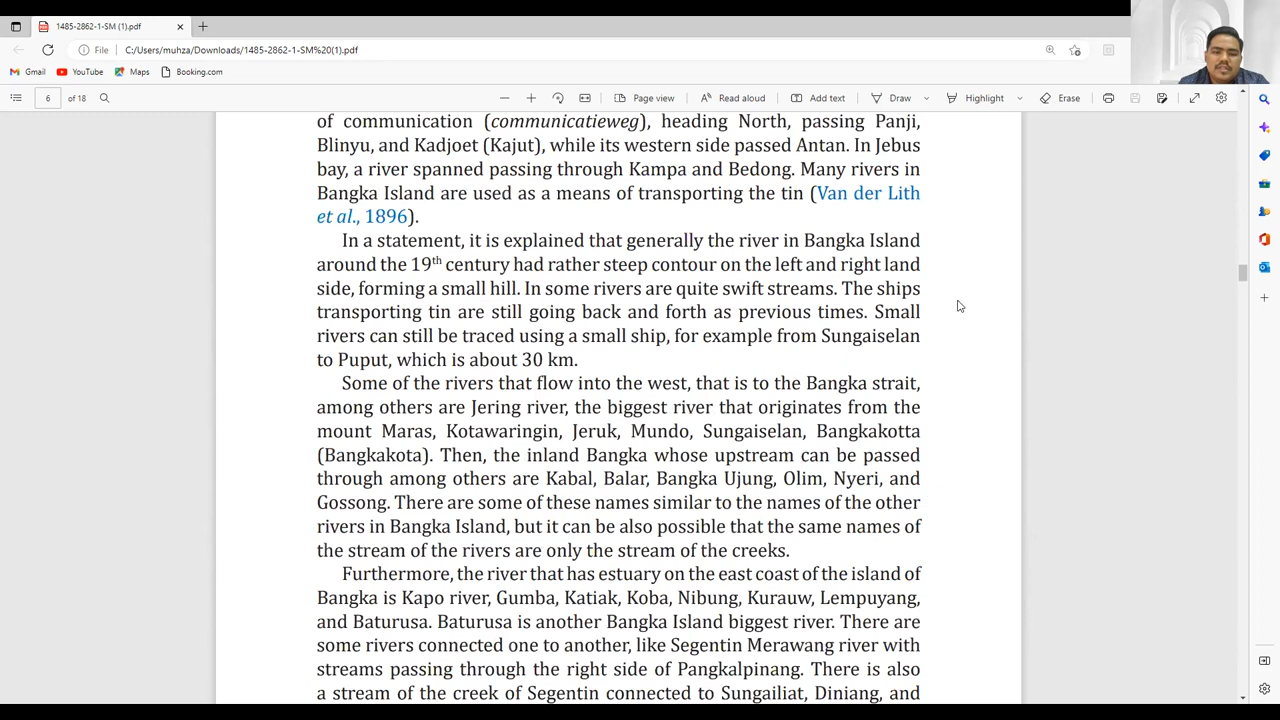 1485-2862-1-SM (1).pdf
File C:/Users/muhza/Downloads/1485-2862-1-SM%20(1).pdf
Gmail YouTube Maps Booking.com
6 of 18 Page view Read aloud Add text Draw Highlight Erase
of communication (communicatieweg), heading North, passing Panji,
Blinyu, and Kadjoet (Kajut), while its western side passed Antan. In Jebus
bay, a river spanned passing through Kampa and Bedong. Many rivers in
Bangka Island are used as a means of transporting the tin (Van der Lith
et al., 1896).
In a statement, it is explained that generally the river in Bangka Island
around the 19th century had rather steep contour on the left and right land
side, forming a small hill. In some rivers are quite swift streams. The ships
transporting tin are still going back and forth as previous times. Small
rivers can still be traced using a small ship, for example from Sungaiselan
to Puput, which is about 30 km.
Some of the rivers that flow into the west, that is to the Bangka strait,
among others are Jering river, the biggest river that originates from the
mount Maras, Kotawaringin, Jeruk, Mundo, Sungaiselan, Bangkakotta
(Bangkakota). Then, the inland Bangka whose upstream can be passed
through among others are Kabal, Balar, Bangka Ujung, Olim, Nyeri, and
Gossong. There are some of these names similar to the names of the other
rivers in Bangka Island, but it can be also possible that the same names of
the stream of the rivers are only the stream of the creeks.
Furthermore, the river that has estuary on the east coast of the island of
Bangka is Kapo river, Gumba, Katiak, Koba, Nibung, Kurauw, Lempuyang,
and Baturusa. Baturusa is another Bangka Island biggest river. There are
some rivers connected one to another, like Segentin Merawang river with
streams passing through the right side of Pangkalpinang. There is also
a stream of the creek of Segentin connected to Sungailiat, Diniang, and